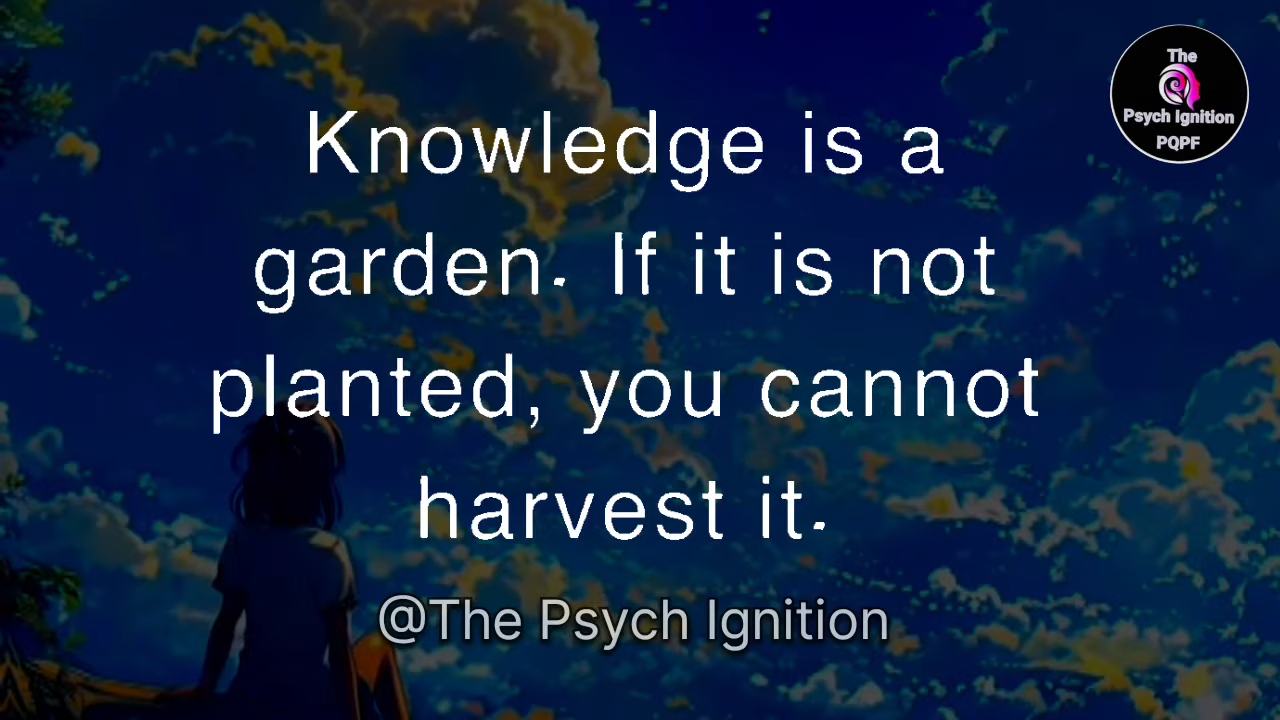 The
Psych Ignition
PQPF
Knowledge is a
garden. If it is not
planted, you cannot
harvest it.
@The Psych Ignition